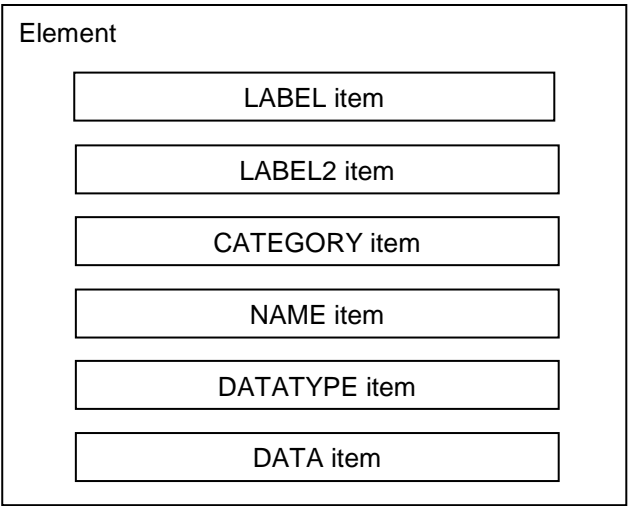 Element
LABEL item
LABEL2 item
CATEGORY item
NAME item
DATATYPE item
DATA item